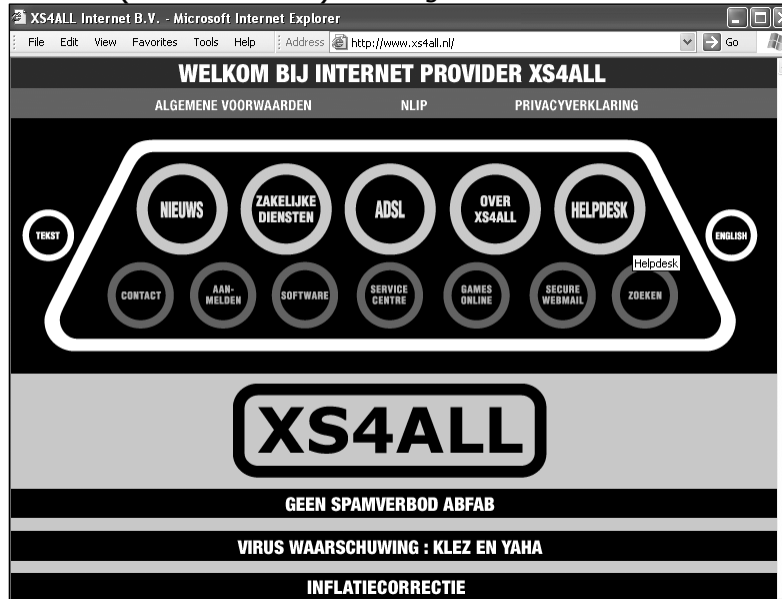 XS4ALL Internet B.V. - Microsoft Internet Explorer
File Edit View Favorites Tools Help Address http://www.xs4all.nl/ Go
WELKOM BIJ INTERNET PROVIDER XS4ALL
ALGEMENE VOORWAARDEN NLIP PRIVACYVERKLARING
NIEUWS
ZAKELIJKE
DIENSTEN
ADSL
OVER
XS4ALL
HELPDESK
TEKST
ENGLISH
Helpdesk
CONTACT
AAN-
MELDEN
SOFTWARE
SERVICE
CENTRE
GAMES
ONLINE
SECURE
WEBMAIL
ZOEKEN
XS4ALL
GEEN SPAMVERBOD ABFAB
VIRUS WAARSCHUWING : KLEZ EN YAHA
INFLATIECORRECTIE